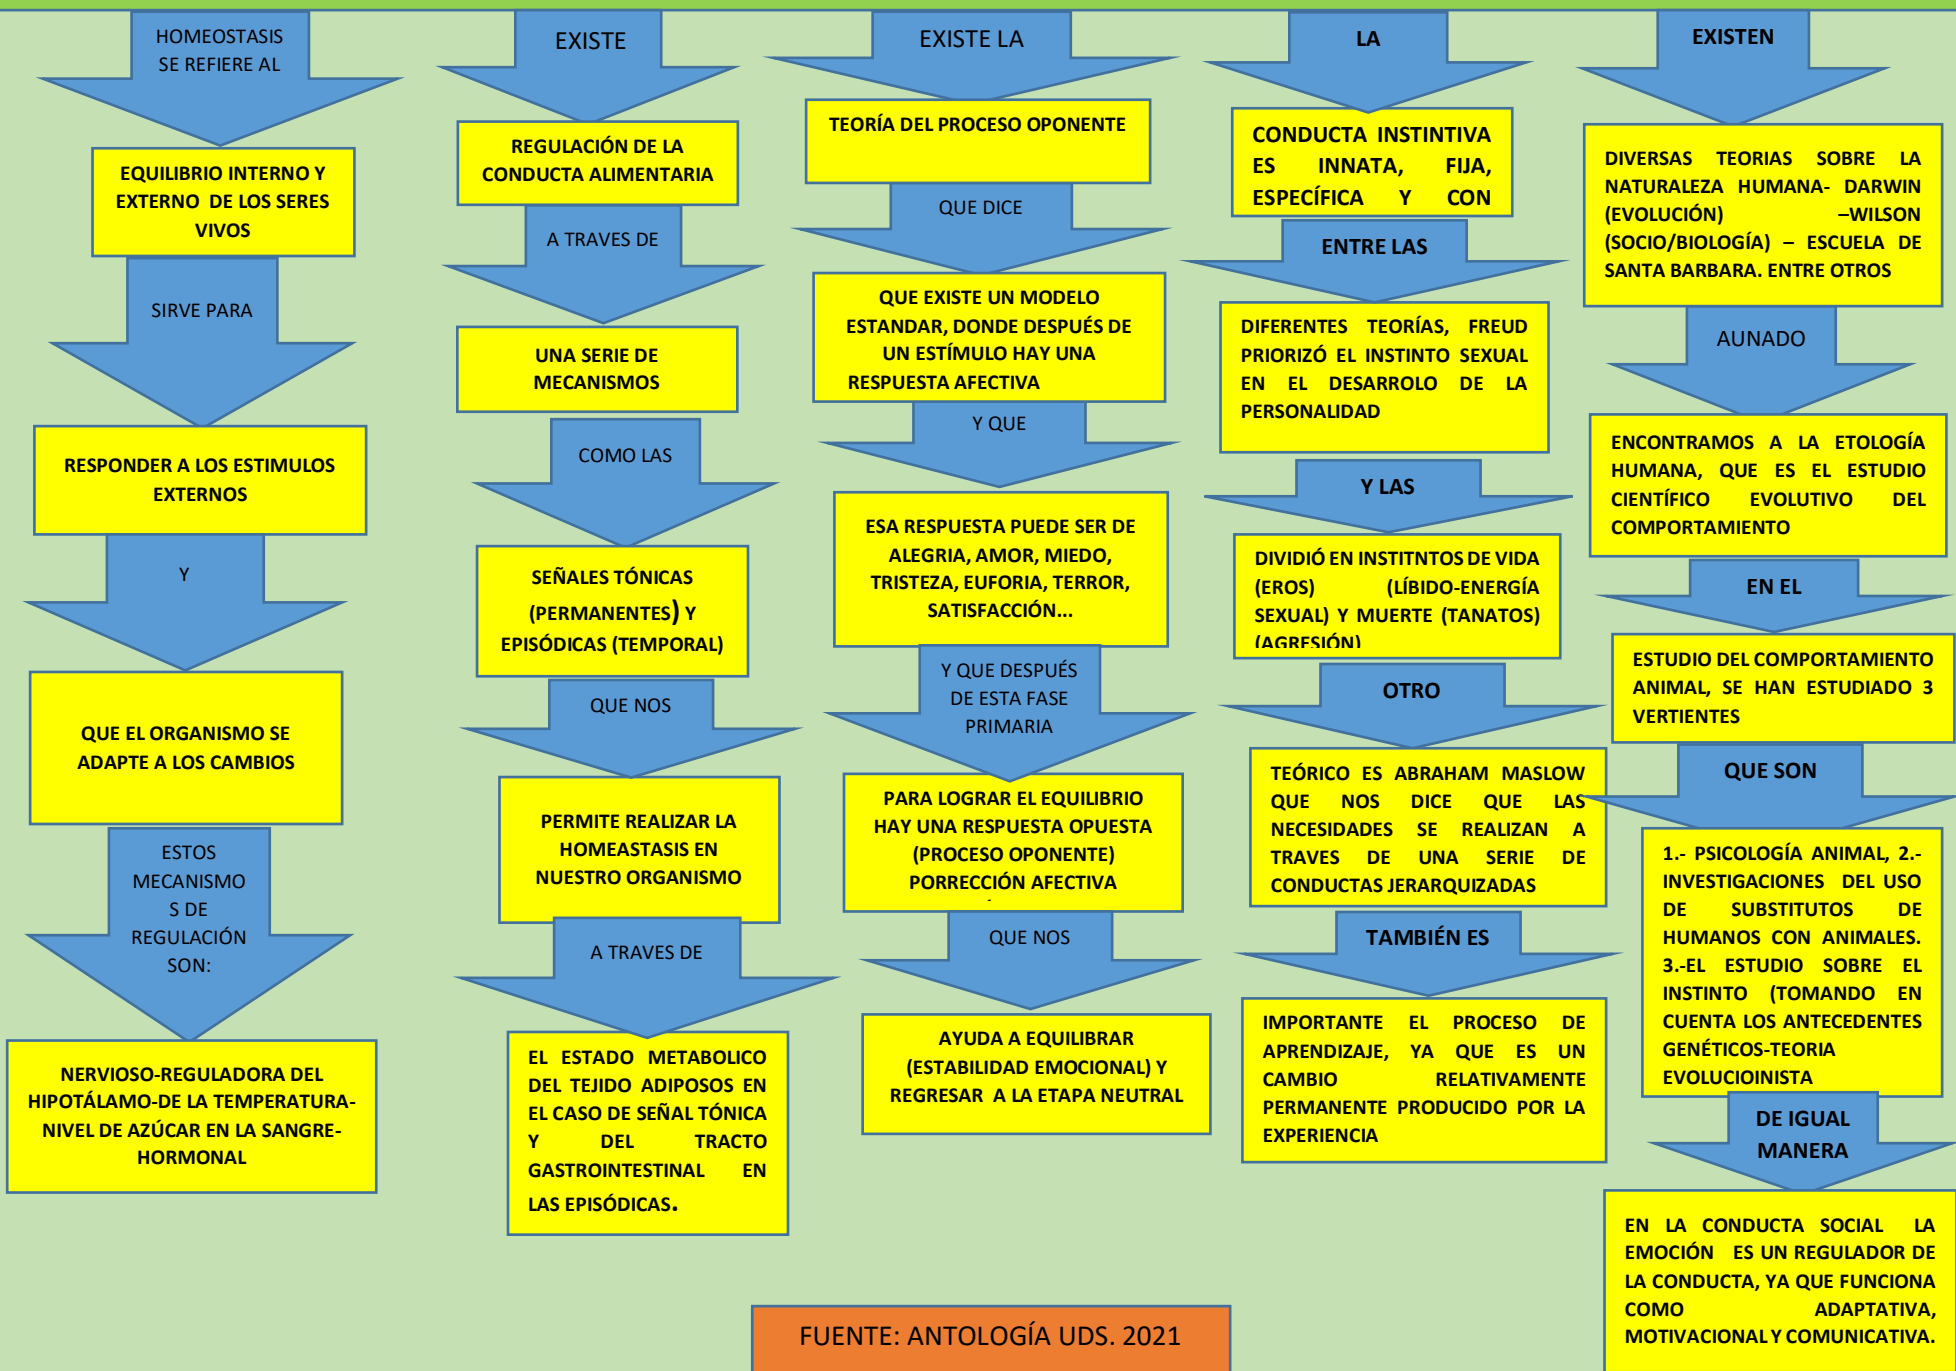 HOMEOSTASIS
SE REFIERE AL
EQUILIBRIO INTERNO Y
EXTERNO DE LOS SERES
VIVOS
SIRVE PARA
RESPONDER A LOS ESTIMULOS
EXTERNOS
Y
QUE EL ORGANISMO SE
ADAPTE A LOS CAMBIOS
ESTOS
MECANISMO
S DE
REGULACIÓN
SON:
NERVIOSO-REGULADORA DEL
HIPOTÁLAMO-DE LA TEMPERATURA-
NIVEL DE AZÚCAR EN LA SANGRE-
HORMONAL
EXISTE
REGULACIÓN DE LA
CONDUCTA ALIMENTARIA
A TRAVES DE
UNA SERIE DE
MECANISMOS
COMO LAS
SEÑALES TÓNICAS
(PERMANENTES) Y
EPISÓDICAS (TEMPORAL)
QUE NOS
PERMITE REALIZAR LA
HOMEASTASIS EN
NUESTRO ORGANISMO
A TRAVES DE
EL ESTADO METABOLICO
DEL TEJIDO ADIPOSOS EN
EL CASO DE SEÑAL TÓNICA
Y DEL TRACTO
GASTROINTESTINAL EN
LAS EPISÓDICAS.
EXISTE LA
TEORÍA DEL PROCESO OPONENTE
QUE DICE
QUE EXISTE UN MODELO
ESTANDAR, DONDE DESPUÉS DE
UN ESTÍMULO HAY UNA
RESPUESTA AFECTIVA
Y QUE
ESA RESPUESTA PUEDE SER DE
ALEGRIA, AMOR, MIEDO,
TRISTEZA, EUFORIA, TERROR,
SATISFACCIÓN...
Y QUE DESPUÉS
DE ESTA FASE
PRIMARIA
PARA LOGRAR EL EQUILIBRIO
HAY UNA RESPUESTA OPUESTA
(PROCESO OPONENTE)
PORRECCIÓN AFECTIVA
QUE NOS
AYUDA A EQUILIBRAR
(ESTABILIDAD EMOCIONAL) Y
REGRESAR A LA ETAPA NEUTRAL
LA
CONDUCTA INSTINTIVA
ES INNATA, FIJA,
ESPECÍFICA Y CON
ENTRE LAS
DIFERENTES TEORÍAS, FREUD
PRIORIZÓ EL INSTINTO SEXUAL
EN EL DESARROLO DE LA
PERSONALIDAD
Y LAS
DIVIDIÓ EN INSTITNTOS DE VIDA
(EROS) (LÍBIDO-ENERGÍA
SEXUAL) Y MUERTE (TANATOS)
(AGRESIÓN)
OTRO
TEÓRICO ES ABRAHAM MASLOW
QUE NOS DICE QUE LAS
NECESIDADES SE REALIZAN A
TRAVES DE UNA SERIE DE
CONDUCTAS JERARQUIZADAS
TAMBIÉN ES
IMPORTANTE EL PROCESO DE
APRENDIZAJE, YA QUE ES UN
CAMBIO RELATIVAMENTE
PERMANENTE PRODUCIDO POR LA
EXPERIENCIA
EXISTEN
DIVERSAS TEORIAS SOBRE LA
NATURALEZA HUMANA- DARWIN
(EVOLUCIÓN) –WILSON
(SOCIO/BIOLOGÍA) – ESCUELA DE
SANTA BARBARA. ENTRE OTROS
AUNADO
ENCONTRAMOS A LA ETOLOGÍA
HUMANA, QUE ES EL ESTUDIO
CIENTÍFICO EVOLUTIVO DEL
COMPORTAMIENTO
EN EL
ESTUDIO DEL COMPORTAMIENTO
ANIMAL, SE HAN ESTUDIADO 3
VERTIENTES
QUE SON
1.- PSICOLOGÍA ANIMAL, 2.-
INVESTIGACIONES DEL USO
DE SUBSTITUTOS DE
HUMANOS CON ANIMALES.
3.-EL ESTUDIO SOBRE EL
INSTINTO (TOMANDO EN
CUENTA LOS ANTECEDENTES
GENÉTICOS-TEORIA
EVOLUCIOINISTA
DE IGUAL
MANERA
EN LA CONDUCTA SOCIAL LA
EMOCIÓN ES UN REGULADOR DE
LA CONDUCTA, YA QUE FUNCIONA
COMO ADAPTATIVA,
MOTIVACIONAL Y COMUNICATIVA.
FUENTE: ANTOLOGÍA UDS. 2021